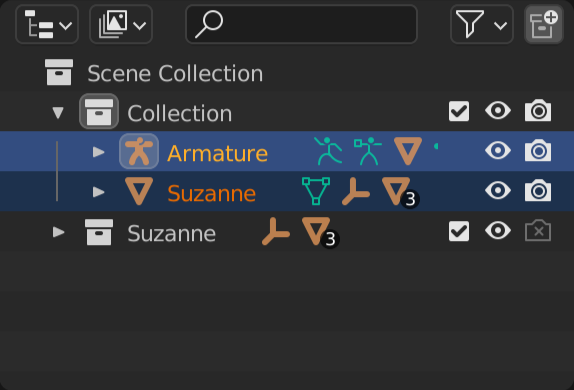 Scene Collection
Collection
Armature
Suzanne 3
Suzanne 3